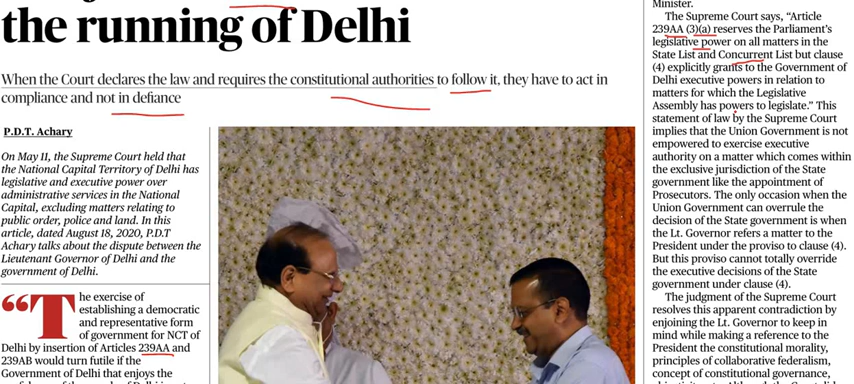 the running of Delhi
When the Court declares the law and requires the constitutional authorities to follow it, they have to act in
compliance and not in defiance
P.D.T. Achary
On May 11, the Supreme Court held that
the National Capital Territory of Delhi has
legislative and executive power over
administrative services in the National
Capital, excluding matters relating to
public order, police and land. In this
article, dated August 18, 2020, P.D.T
Achary talks about the dispute between the
Lieutenant Governor of Delhi and the
government of Delhi.
“The exercise of
establishing a democratic
and representative form
of government for NCT of
Delhi by insertion of Articles 239AA and
239AB would turn futile if the
Government of Delhi that enjoys the
Minister.
The Supreme Court says, “Article
239AA (3)(a) reserves the Parliament’s
legislative power on all matters in the
State List and Concurrent List but clause
(4) explicitly grants to the Government of
Delhi executive powers in relation to
matters for which the Legislative
Assembly has powers to legislate.” This
statement of law by the Supreme Court
implies that the Union Government is not
empowered to exercise executive
authority on a matter which comes within
the exclusive jurisdiction of the State
government like the appointment of
Prosecutors. The only occasion when the
Union Government can overrule the
decision of the State government is when
the Lt. Governor refers a matter to the
President under the proviso to clause (4).
But this proviso cannot totally override
the executive decisions of the State
government under clause (4).
The judgment of the Supreme Court
resolves this apparent contradiction by
enjoining the Lt. Governor to keep in
mind while making a reference to the
President the constitutional morality,
principles of collaborative federalism,
concept of constitutional governance,